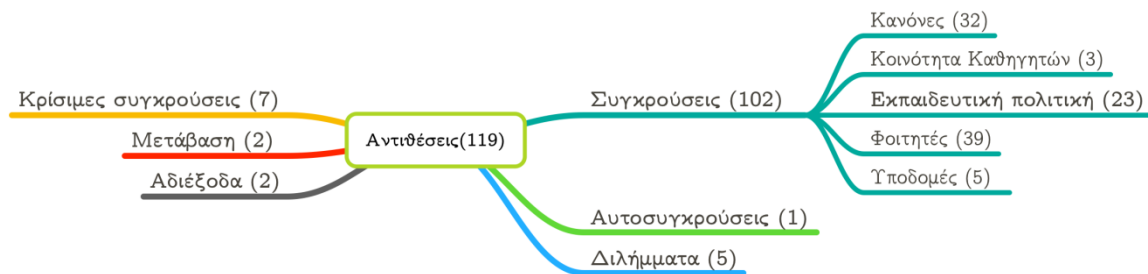 Κανόνες (32)
Κοινότητα Καθηγητών (3)
Κρίσιμες συγκρούσεις (7)
Συγκρούσεις (102)
Εκπαιδευτική πολιτική (23)
Μετάβαση (2)
Αντιθέσεις(119)
Φοιτητές (39)
Αδιέξοδα (2)
Υποδομές (5)
Αυτοσυγκρούσεις (1)
Διλήμματα (5)